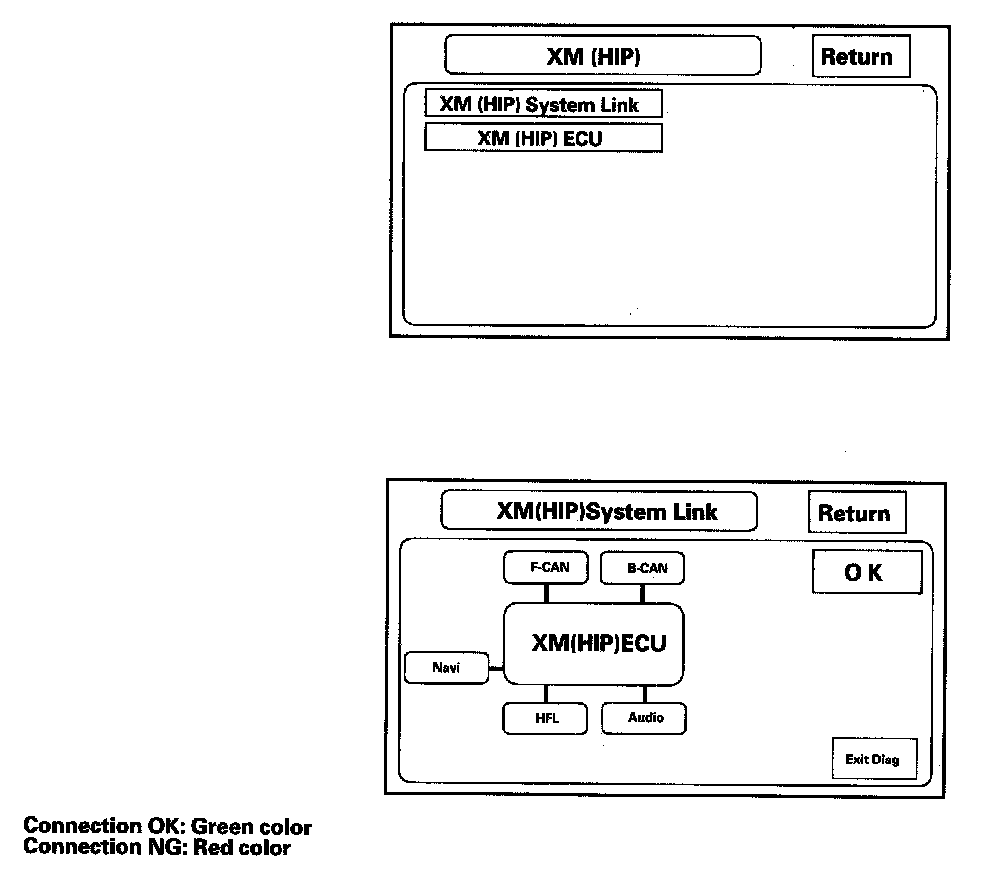 XM (HIP)
Return
XM (HIP) System Link
XM (HIP) ECU
XM(HIP)System Link
Return
F-CAN
B-CAN
OK
XM(HIP)ECU
Navi
HFL
Audio
Exit Diag
Connection OK: Green color
Connection NG: Red color